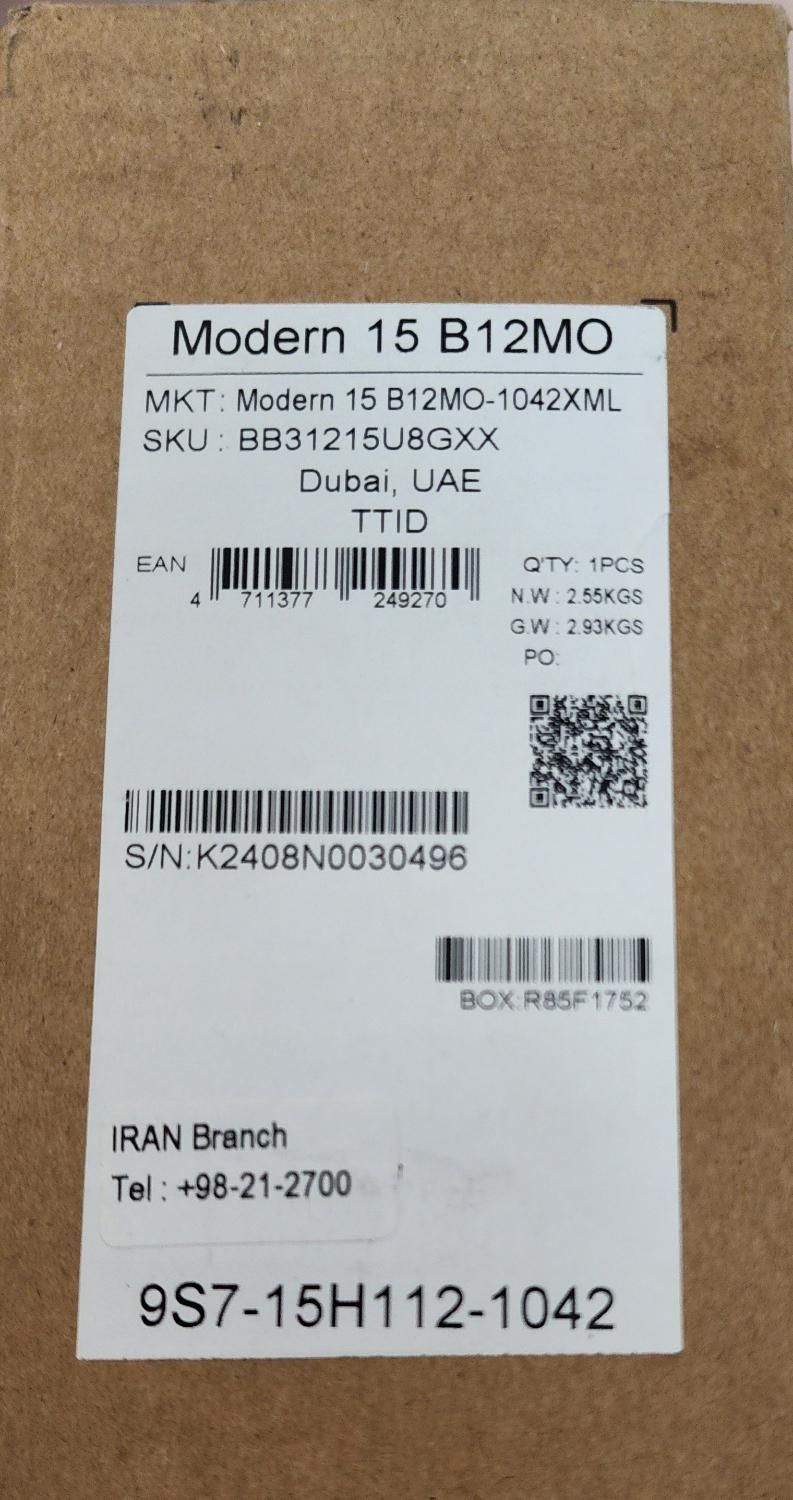 Modern 15 B12MO
MKT: Modern 15 B12MO-1042XML
SKU : BB31215U8GXX
Dubai, UAE
TTID
EAN
4 711377 249270
Q'TY: 1PCS
N.W : 2.55KGS
G.W : 2.93KGS
PO:
S/N:K2408N0030496
BOX:R85F1752
IRAN Branch
Tel : +98-21-2700
9S7-15H112-1042